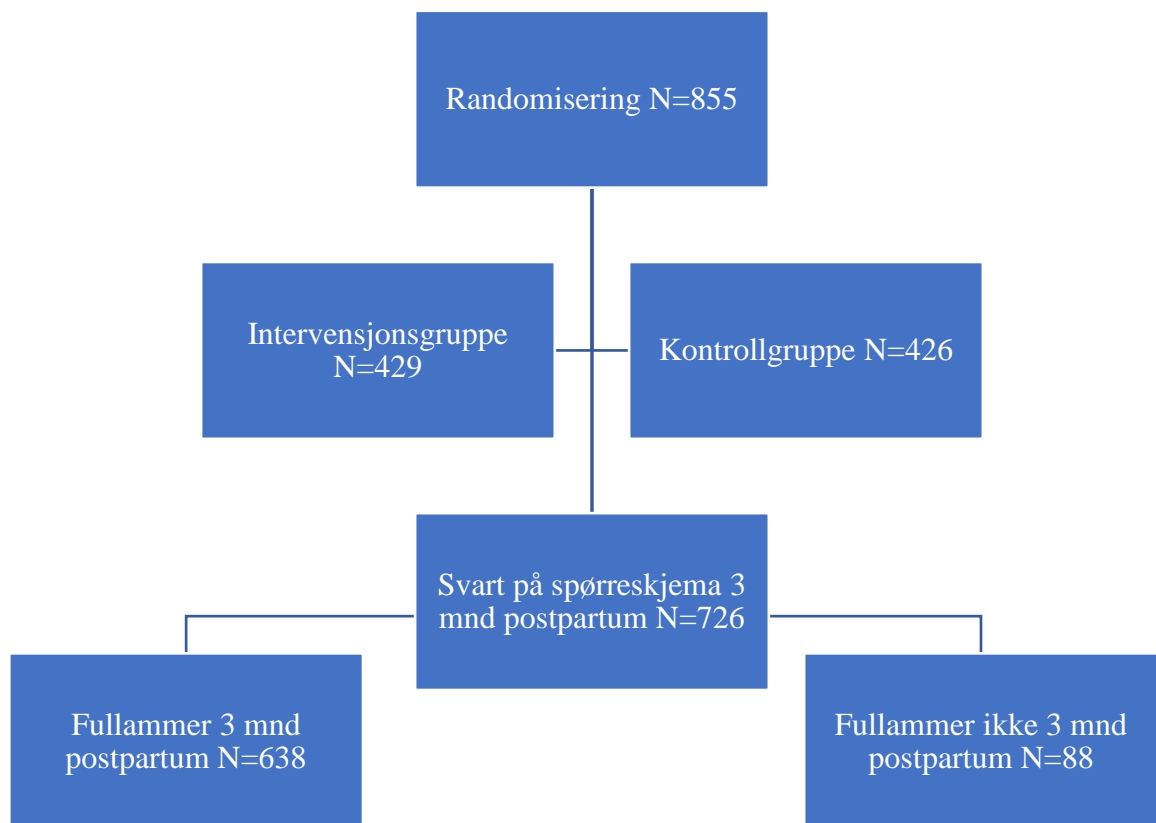 Randomisering N=855
Intervensjonsgruppe
N=429
Kontrollgruppe N=426
Svart på spørreskjema 3
mnd postpartum N=726
Fullammer 3 mnd
postpartum N=638
Fullammer ikke 3 mnd
postpartum N=88